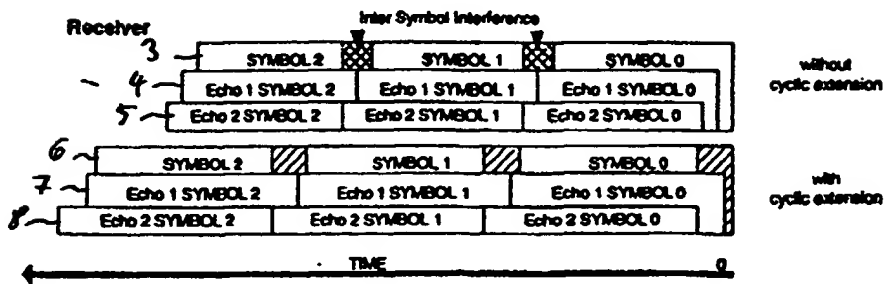 Inter Symbol Interference
Receiver
3 SYMBOL 2 SYMBOL 1 SYMBOL 0
4 Echo 1 SYMBOL 2 Echo 1 SYMBOL 1 Echo 1 SYMBOL 0
5 Echo 2 SYMBOL 2 Echo 2 SYMBOL 1 Echo 2 SYMBOL 0
without
cyclic extension
6 SYMBOL 2 SYMBOL 1 SYMBOL 0
7 Echo 1 SYMBOL 2 Echo 1 SYMBOL 1 Echo 1 SYMBOL 0
8 Echo 2 SYMBOL 2 Echo 2 SYMBOL 1 Echo 2 SYMBOL 0
with
cyclic extension
TIME 0